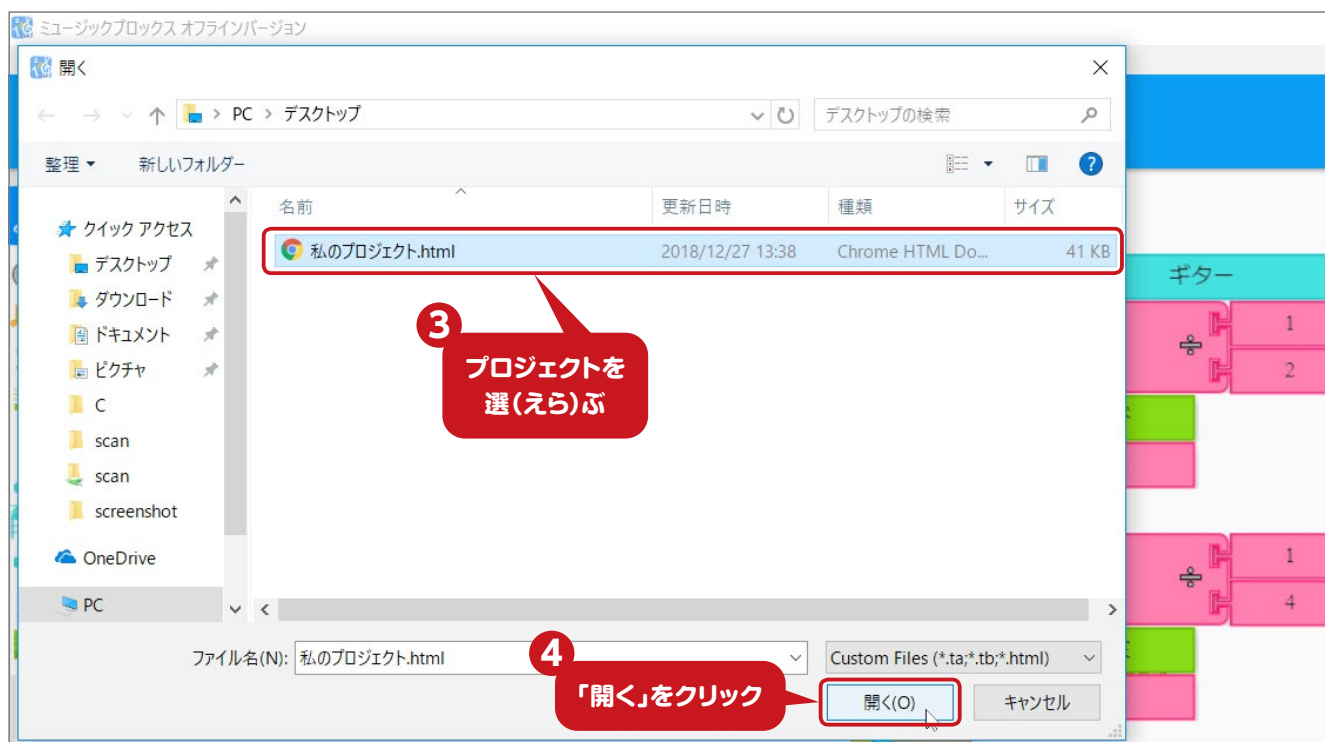 ミュージックブロックス オフラインバージョン
開く
PC > デスクトップ
デスクトップの検索
整理 新しいフォルダー
名前 更新日時 種類 サイズ
クイック アクセス
私のプロジェクト.html 2018/12/27 13:38 Chrome HTML Do... 41 KB
デスクトップ
ダウンロード
ドキュメント
ピクチャ
C
scan
scan
screenshot
OneDrive
PC
3
プロジェクトを
選(えら)ぶ
ギター
÷ 1
2
÷ 1
4
ファイル名(N): 私のプロジェクト.html
Custom Files (*.ta;*.tb;*.html)
4
「開く」をクリック
開く(O) キャンセル